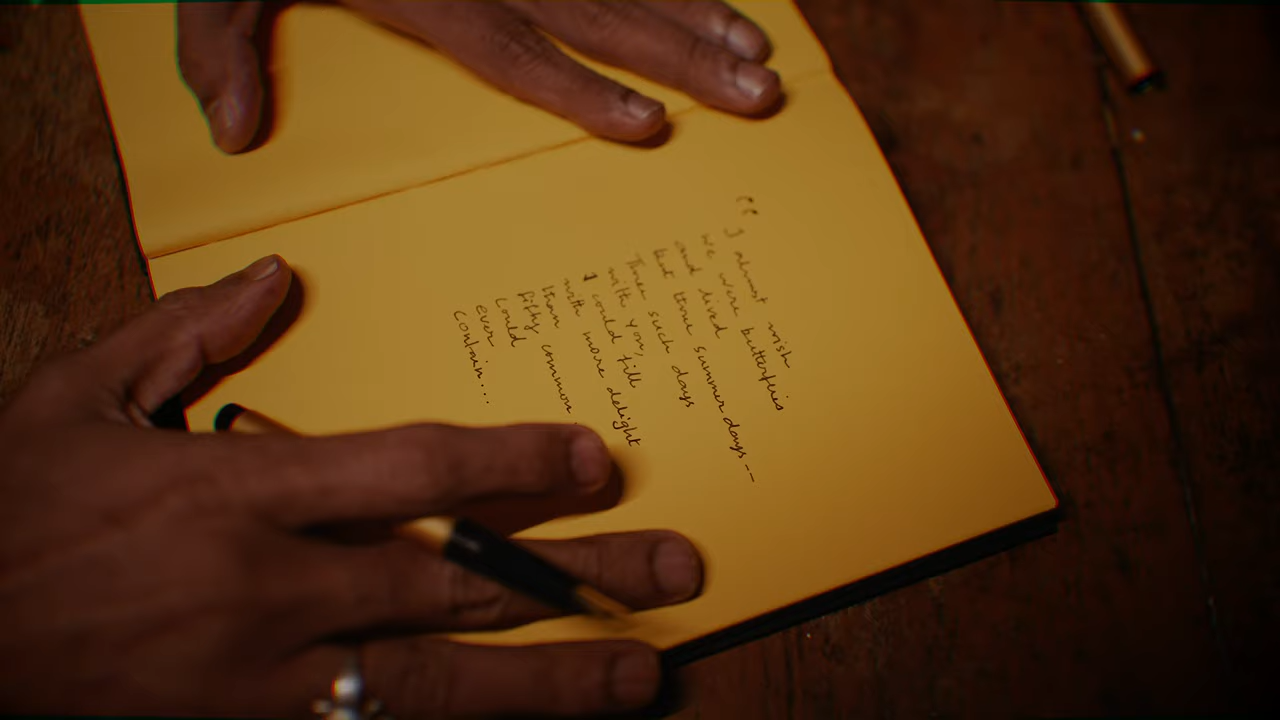 “ I almost wish
we were butterflies
and lived
but three summer days --
Three such days
with you,
I could fill
with more delight
than
fifty common
could
ever
contain...